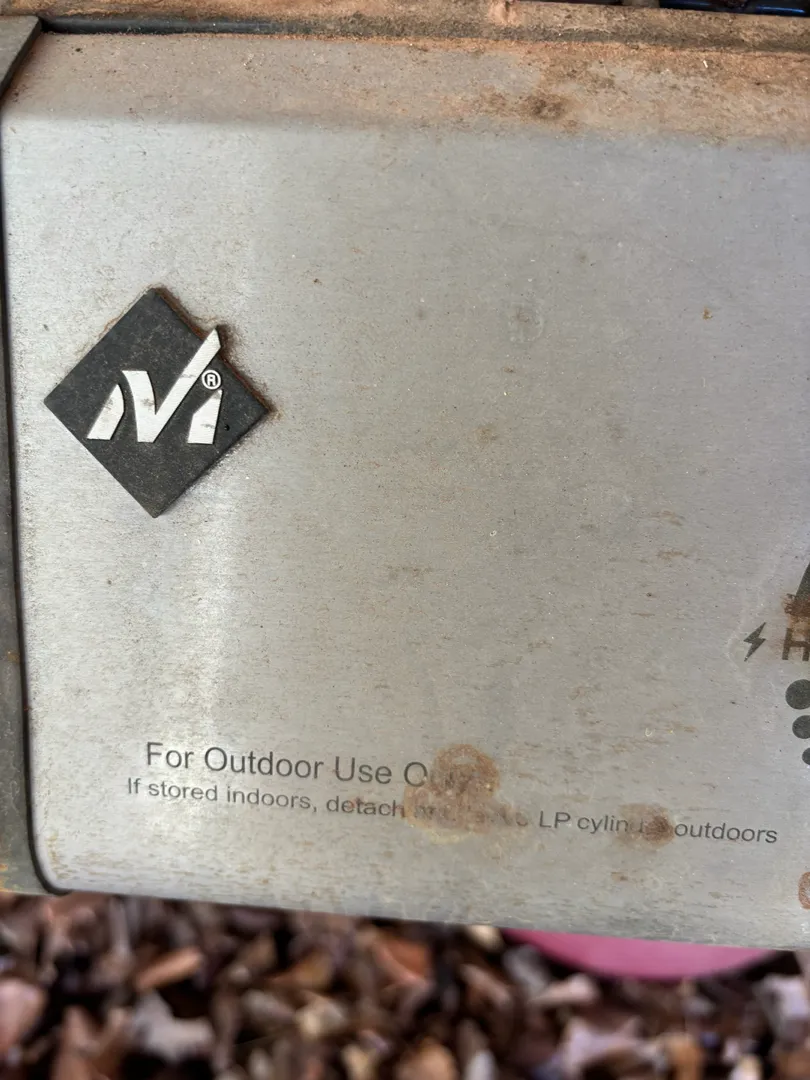 ®
H
For Outdoor Use
If stored indoors, detach LP outdoors